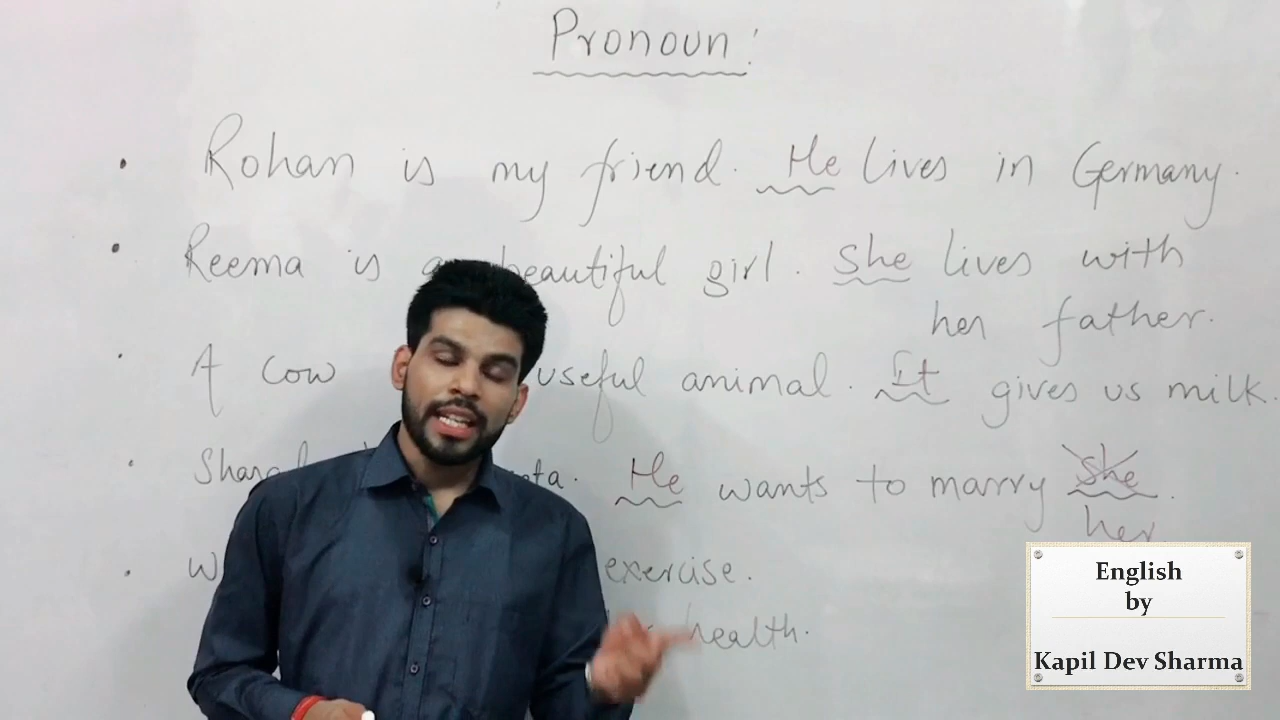 Pronoun :
Rohan is my friend. He lives in Germany.
Reema is a beautiful girl. She lives with
her father.
A cow useful animal. It gives us milk.
He wants to marry She.
her
exercise.
health.
English
by
Kapil Dev Sharma